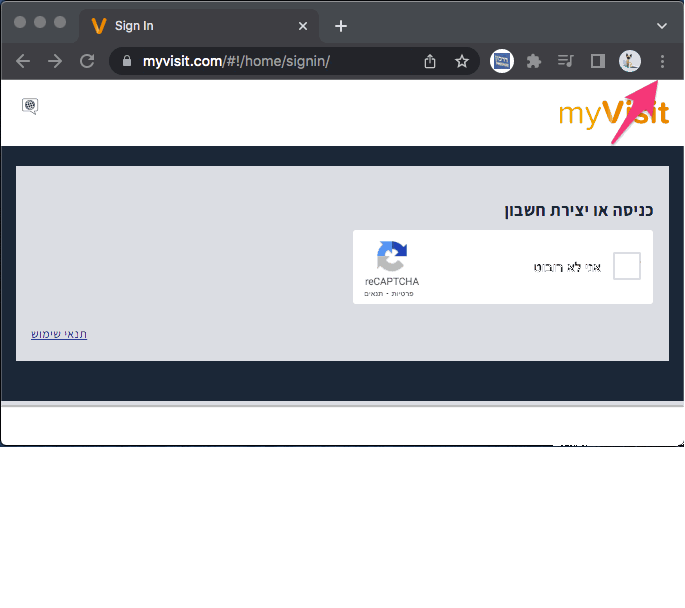 Sign In
myvisit.com/#!/home/signin/
myVisit
כניסה או יצירת חשבון
אני לא רובוט
reCAPTCHA
פרטיות - תנאים
תנאי שימוש